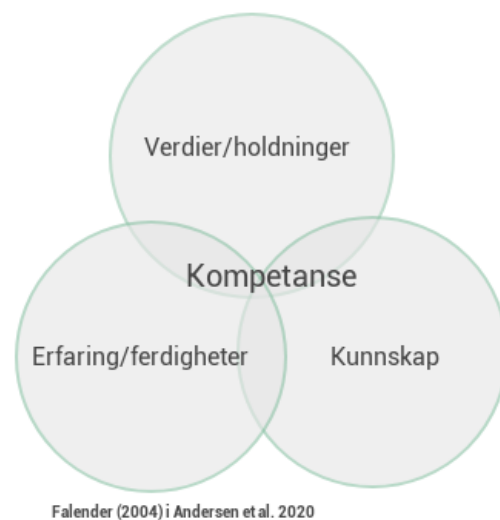 Verdier/holdninger
Kompetanse
Erfaring/ferdigheter
Kunnskap
Falender (2004) i Andersen et al. 2020